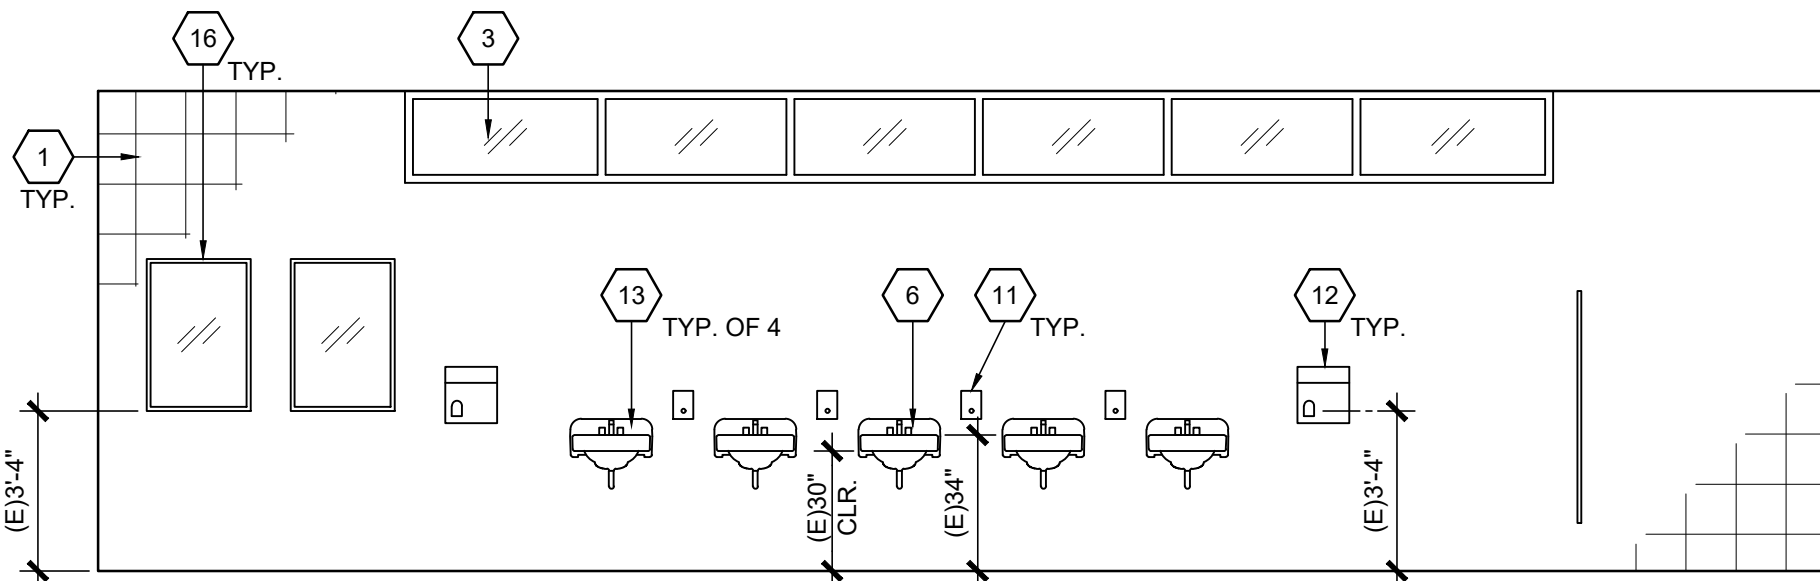 16
TYP.
3
1
TYP.
13
TYP. OF 4
6
11
TYP.
12
TYP.
(E)3'-4"
(E)30"
CLR.
(E)34"
(E)3'-4"